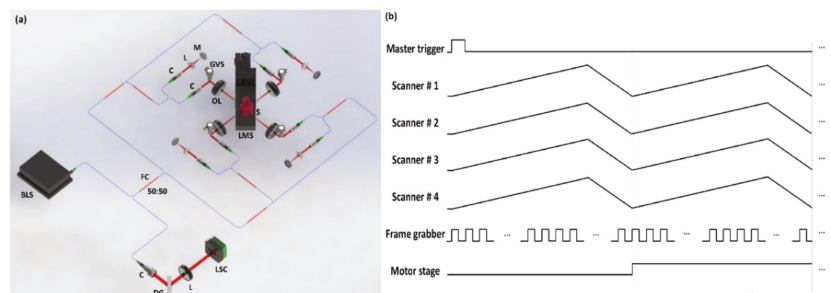 (a)
M
L
GVS
C
C
OL
S
LMS
FC
50:50
BLS
LSC
C
L
DG
(b)
Master trigger
...
Scanner # 1
...
Scanner # 2
...
Scanner # 3
...
Scanner # 4
...
Frame grabber
... ... ... ...
Motor stage
...